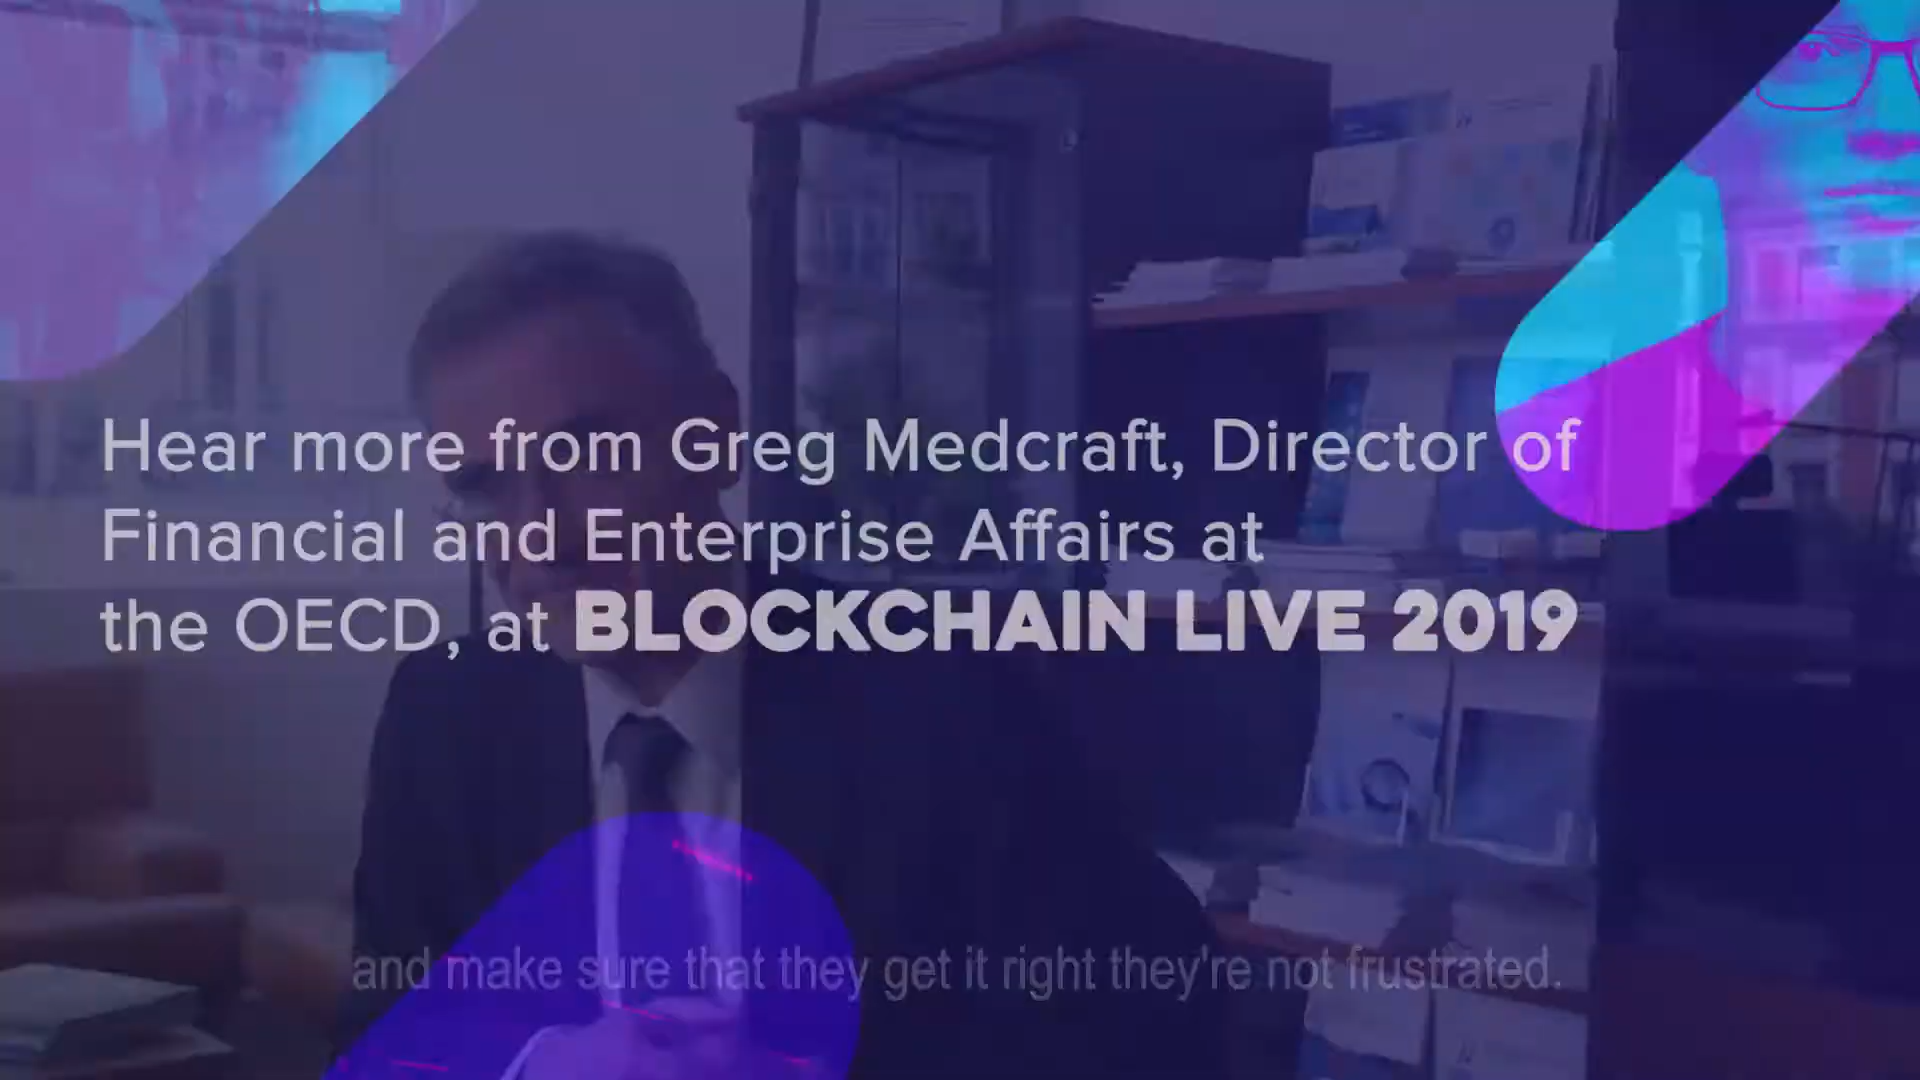 Hear more from Greg Medcraft, Director of
Financial and Enterprise Affairs at
the OECD, at BLOCKCHAIN LIVE 2019
and make sure that they get it right they're not frustrated.